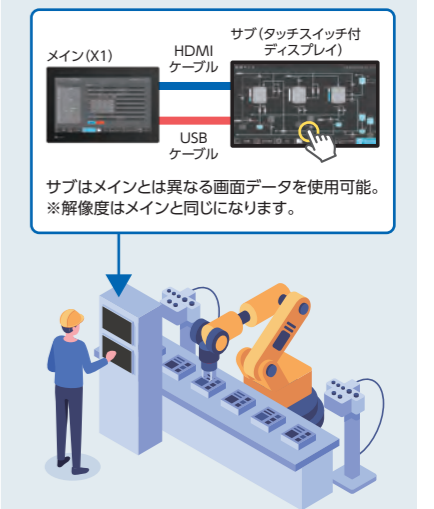 メイン（X1）
HDMI
ケーブル
サブ（タッチスイッチ付
ディスプレイ）
USB
ケーブル
サブはメインとは異なる画面データを使用可能。
※解像度はメインと同じになります。